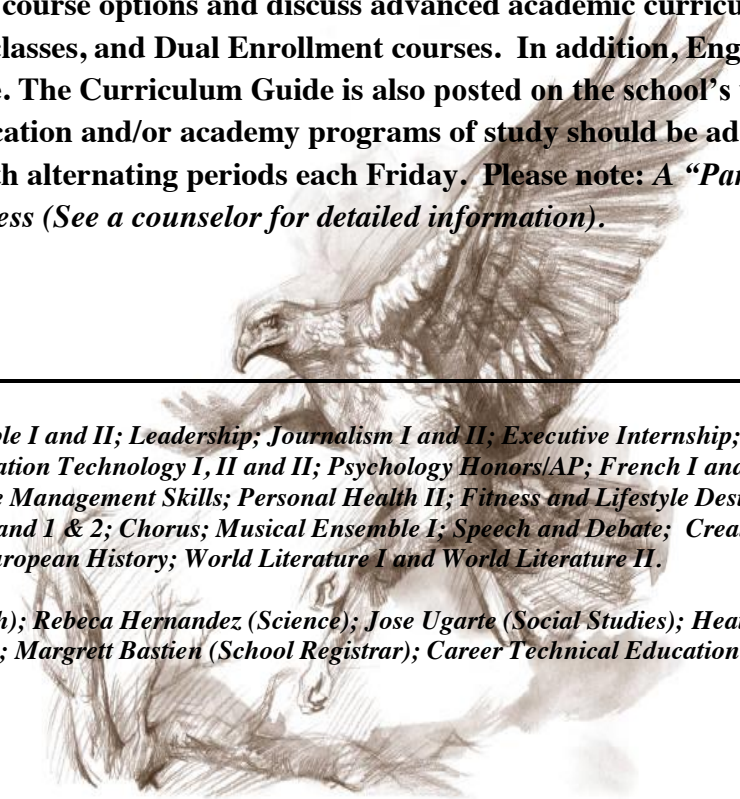 course options and discuss advanced academic curricu
classes, and Dual Enrollment courses.  In addition, Eng
e. The Curriculum Guide is also posted on the school’s
cation and/or academy programs of study should be ad
th alternating periods each Friday.  Please note: A “Par
ess (See a counselor for detailed information).
ble I and II; Leadership; Journalism I and II; Executive Internship;
ation Technology I, II and II; Psychology Honors/AP; French I and
e Management Skills; Personal Health II; Fitness and Lifestyle Desi
and 1 & 2; Chorus; Musical Ensemble I; Speech and Debate;  Crea
uropean History; World Literature I and World Literature II.
h); Rebeca Hernandez (Science); Jose Ugarte (Social Studies); Heal
; Margrett Bastien (School Registrar); Career Technical Education